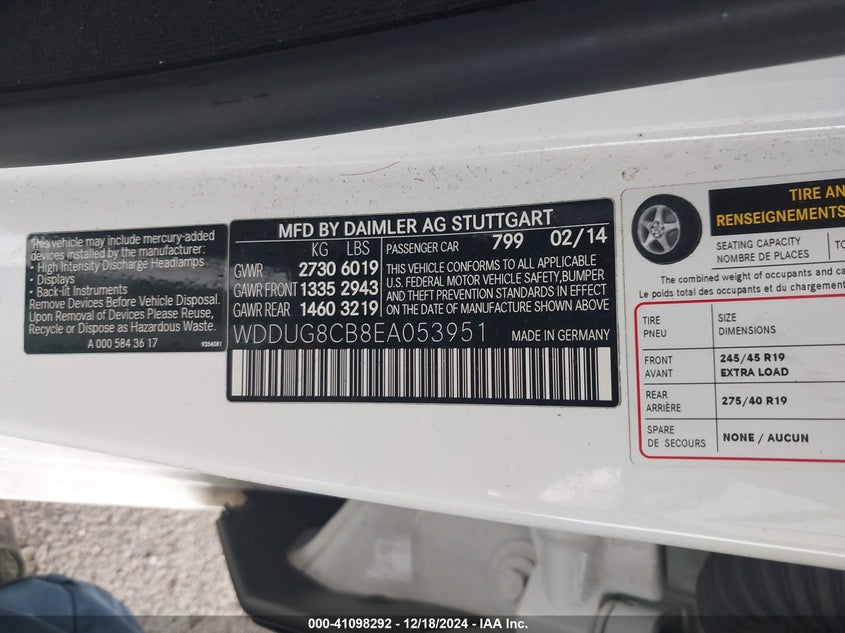 This vehicle may include mercury-added
devices installed by the manufacturer:
• High Intensity Discharge Headlamps
• Displays
• Back-lit Instruments
Remove Devices Before Vehicle Disposal.
Upon Removal of Devices Please Reuse,
Recycle or Dispose as Hazardous Waste.
A 000 584 36 17
9356081
MFD BY DAIMLER AG STUTTGART
KG LBS
GVWR 2730 6019
GAWR FRONT 1335 2943
GAWR REAR 1460 3219
PASSENGER CAR 799 02/14
THIS VEHICLE CONFORMS TO ALL APPLICABLE
U.S. FEDERAL MOTOR VEHICLE SAFETY, BUMPER
AND THEFT PREVENTION STANDARDS IN EFFECT
ON THE DATE OF MANUFACTURE SHOWN ABOVE
WDDUG8CB8EA053951 MADE IN GERMANY
TIRE AN
RENSEIGNEMENTS
SEATING CAPACITY
NOMBRE DE PLACES
The combined weight of occupants and
Le poids total des occupants et du chargement
TIRE SIZE
PNEU DIMENSIONS
FRONT 245/45 R19
AVANT EXTRA LOAD
REAR 275/40 R19
ARRIÈRE
SPARE NONE / AUCUN
DE SECOURS
000-41098292 - 12/18/2024 - IAA Inc.